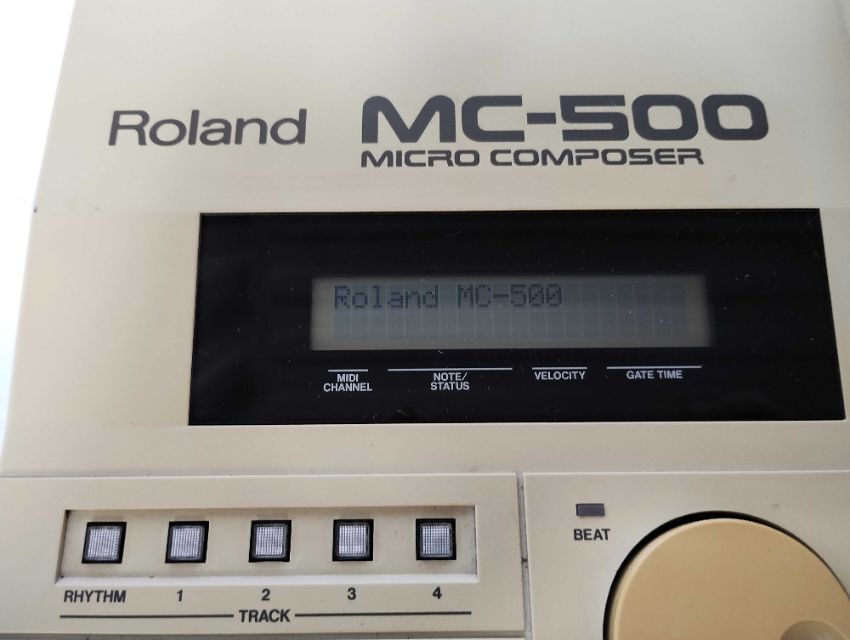 Roland MC-500
MICRO COMPOSER
Roland MC-500
MIDI CHANNEL
NOTE/ STATUS
VELOCITY
GATE TIME
BEAT
RHYTHM 1 2 3 4
TRACK